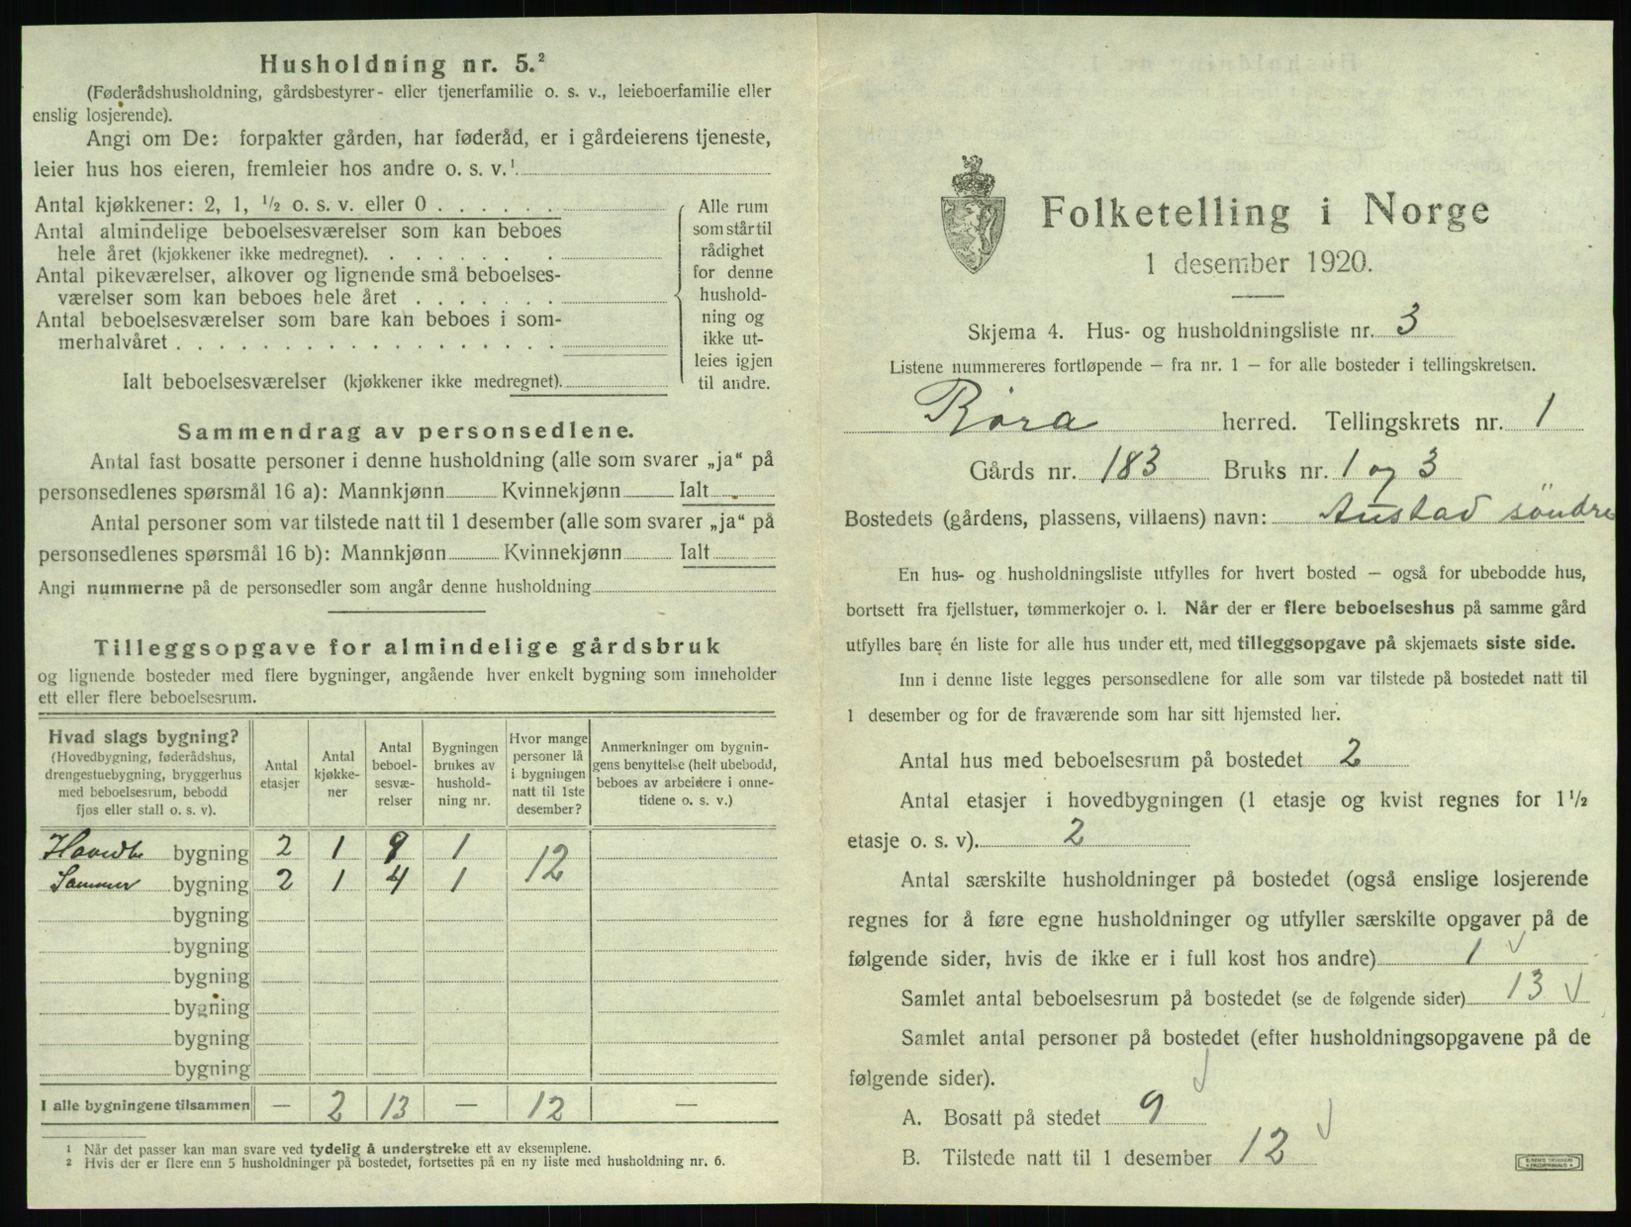 Husholdning nr. 5.²
(Føderådshusholdning, gårdsbestyrer- eller tjenerfamilie o. s. v., leieboerfamilie eller
enslig losjerende).
Angi om De: forpakter gården, har føderåd, er i gårdeierens tjeneste,
leier hus hos eieren, fremleier hos andre o. s. v.¹
Antal kjøkkener: 2, 1, ½ o. s. v. eller 0
Antal almindelige beboelsesværelser som kan beboes
hele året (kjøkkener ikke medregnet).
Antal pikeværelser, alkover og lignende små beboelses-
værelser som kan beboes hele året
Antal beboelsesværelser som bare kan beboes i som-
merhalvåret
Ialt beboelsesværelser (kjøkkener ikke medregnet).
Alle rum
som står til
rådighet
for denne
hushold-
ning og
ikke ut-
leies igjen
til andre.
Sammendrag av personsedlene.
Antal fast bosatte personer i denne husholdning (alle som svarer „ja“ på
personsedlenes spørsmål 16 a): Mannkjønn Kvinnekjønn Ialt
Antal personer som var tilstede natt til 1 desember (alle som svarer „ja“ på
personsedlenes spørsmål 16 b): Mannkjønn Kvinnekjønn Ialt
Angi nummerne på de personsedler som angår denne husholdning
Tilleggsopgave for almindelige gårdsbruk
og lignende bosteder med flere bygninger, angående hver enkelt bygning som inneholder
ett eller flere beboelsesrum.
Hvad slags bygning?
(Hovedbygning, føderådshus,
drengestuebygning, bryggerhus
med beboelsesrum, bebodd
fjøs eller stall o. s. v).
Antal
etasjer
Antal
kjøkke-
ner
Antal
beboel-
sesvæ-
relser
Bygningen
brukes av
hushold-
ning nr.
Hvor mange
personer lå
i bygningen
natt til 1ste
desember?
Anmerkninger om bygnin-
gens benyttelse (helt ubebodd,
beboes av arbeidere i onne-
tidene o. s. v.)
Hovedb bygning 2 1 9 1 12
Sommer bygning 2 1 4 1
bygning
bygning
bygning
bygning
bygning
bygning
I alle bygningene tilsammen — 2 13 — 12 —
¹ Når det passer kan man svare ved tydelig å understreke ett av eksemplene.
² Hvis der er flere enn 5 husholdninger på bostedet, fortsettes på en ny liste med husholdning nr. 6.
Folketelling i Norge
1 desember 1920.
Skjema 4. Hus- og husholdningsliste nr. 3
Listene nummereres fortløpende — fra nr. 1 — for alle bosteder i tellingskretsen.
Røra herred. Tellingskrets nr. 1
Gårds nr. 183 Bruks nr. 1 og 3
Bostedets (gårdens, plassens, villaens) navn: Austad söndre
En hus- og husholdningsliste utfylles for hvert bosted — også for ubebodde hus,
bortsett fra fjellstuer, tømmerkojer o. l. Når der er flere beboelseshus på samme gård
utfylles bare én liste for alle hus under ett, med tilleggsopgave på skjemaets siste side.
Inn i denne liste legges personsedlene for alle som var tilstede på bostedet natt til
1 desember og for de fraværende som har sitt hjemsted her.
Antal hus med beboelsesrum på bostedet 2
Antal etasjer i hovedbygningen (1 etasje og kvist regnes for 1½
etasje o. s. v). 2
Antal særskilte husholdninger på bostedet (også enslige losjerende
regnes for å føre egne husholdninger og utfyller særskilte opgaver på de
følgende sider, hvis de ikke er i full kost hos andre) 1
Samlet antal beboelsesrum på bostedet (se de følgende sider) 13
Samlet antal personer på bostedet (efter husholdningsopgavene på de
følgende sider).
A. Bosatt på stedet 9
B. Tilstede natt til 1 desember 12